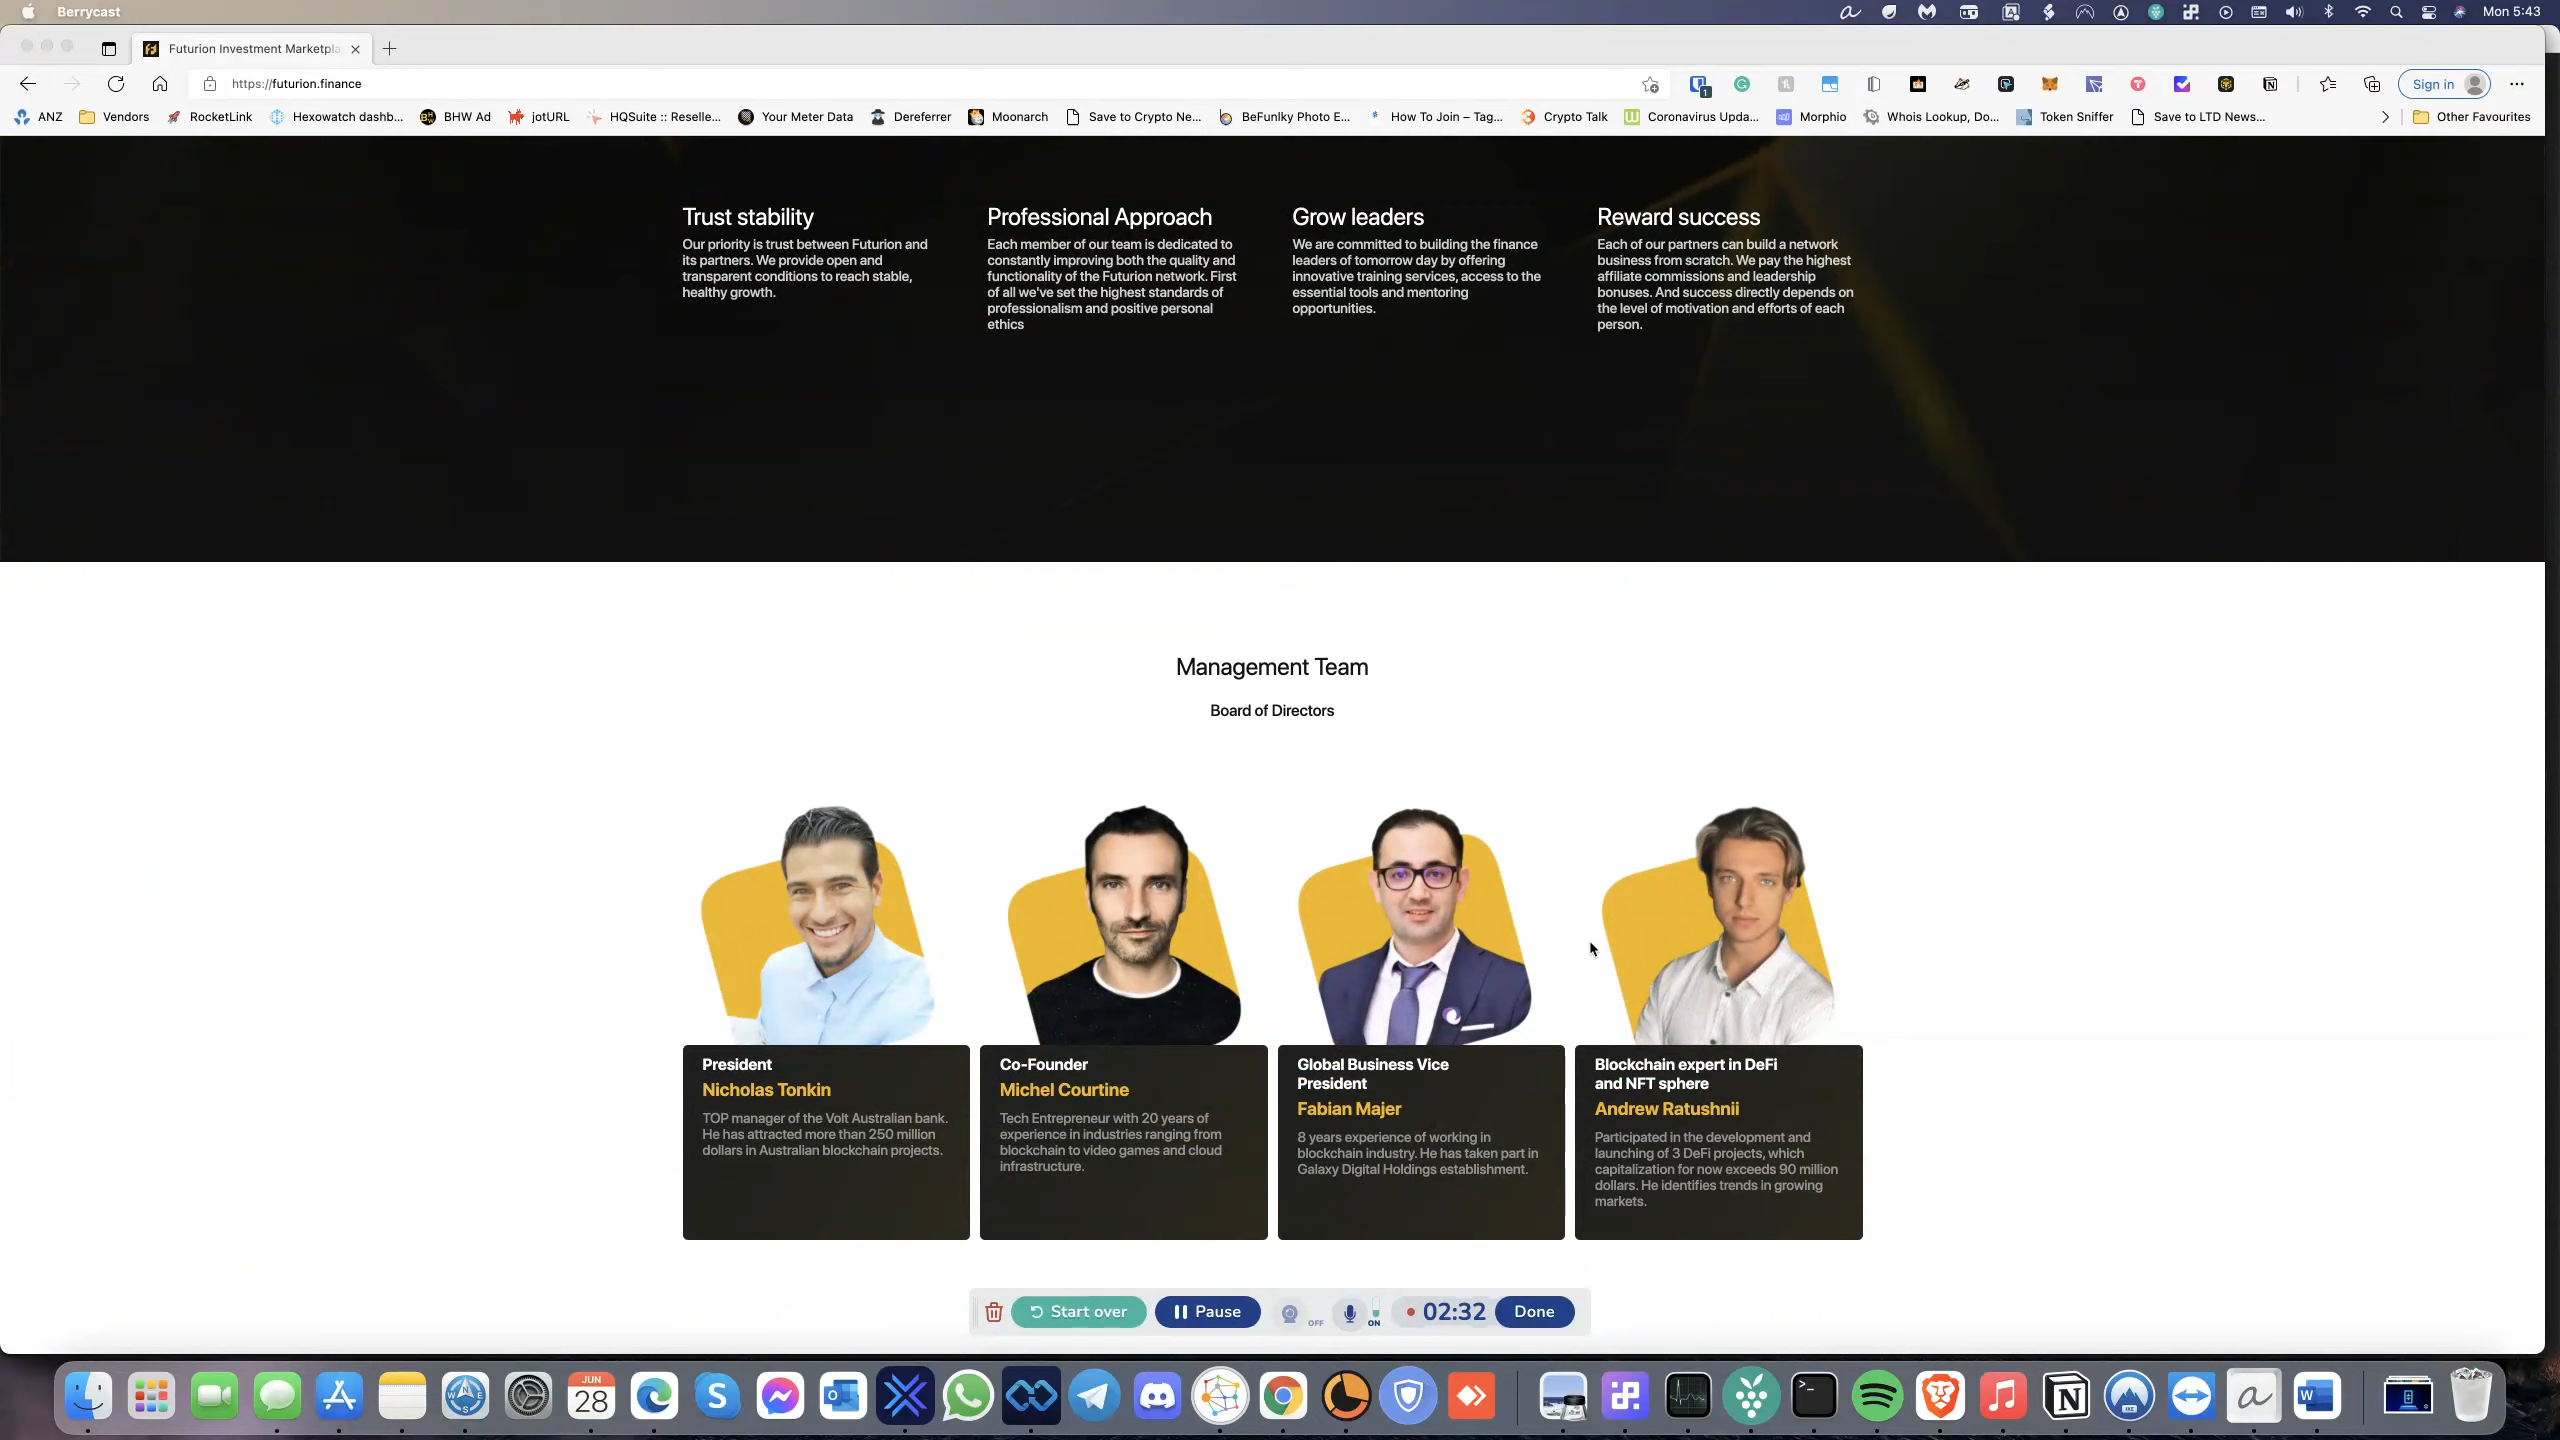 Berrycast
Mon 5:43
Futurion Investment Marketpla
https://futurion.finance
Sign in
ANZ
Vendors
RocketLink
Hexowatch dashb...
BHW Ad
jotURL
HQSuite :: Reselle...
Your Meter Data
Dereferrer
Moonarch
Save to Crypto Ne...
BeFunlky Photo E...
How To Join – Tag...
Crypto Talk
Coronavirus Upda...
Morphio
Whois Lookup, Do...
Token Sniffer
Save to LTD News...
Other Favourites
Trust stability
Our priority is trust between Futurion and
its partners. We provide open and
transparent conditions to reach stable,
healthy growth.
Professional Approach
Each member of our team is dedicated to
constantly improving both the quality and
functionality of the Futurion network. First
of all we've set the highest standards of
professionalism and positive personal
ethics
Grow leaders
We are committed to building the finance
leaders of tomorrow day by offering
innovative training services, access to the
essential tools and mentoring
opportunities.
Reward success
Each of our partners can build a network
business from scratch. We pay the highest
affiliate commissions and leadership
bonuses. And success directly depends on
the level of motivation and efforts of each
person.
Management Team
Board of Directors
President
Nicholas Tonkin
TOP manager of the Volt Australian bank.
He has attracted more than 250 million
dollars in Australian blockchain projects.
Co-Founder
Michel Courtine
Tech Entrepreneur with 20 years of
experience in industries ranging from
blockchain to video games and cloud
infrastructure.
Global Business Vice
President
Fabian Majer
8 years experience of working in
blockchain industry. He has taken part in
Galaxy Digital Holdings establishment.
Blockchain expert in DeFi
and NFT sphere
Andrew Ratushnii
Participated in the development and
launching of 3 DeFi projects, which
capitalization for now exceeds 90 million
dollars. He identifies trends in growing
markets.
Start over
Pause
OFF
ON
02:32
Done
JUN
28